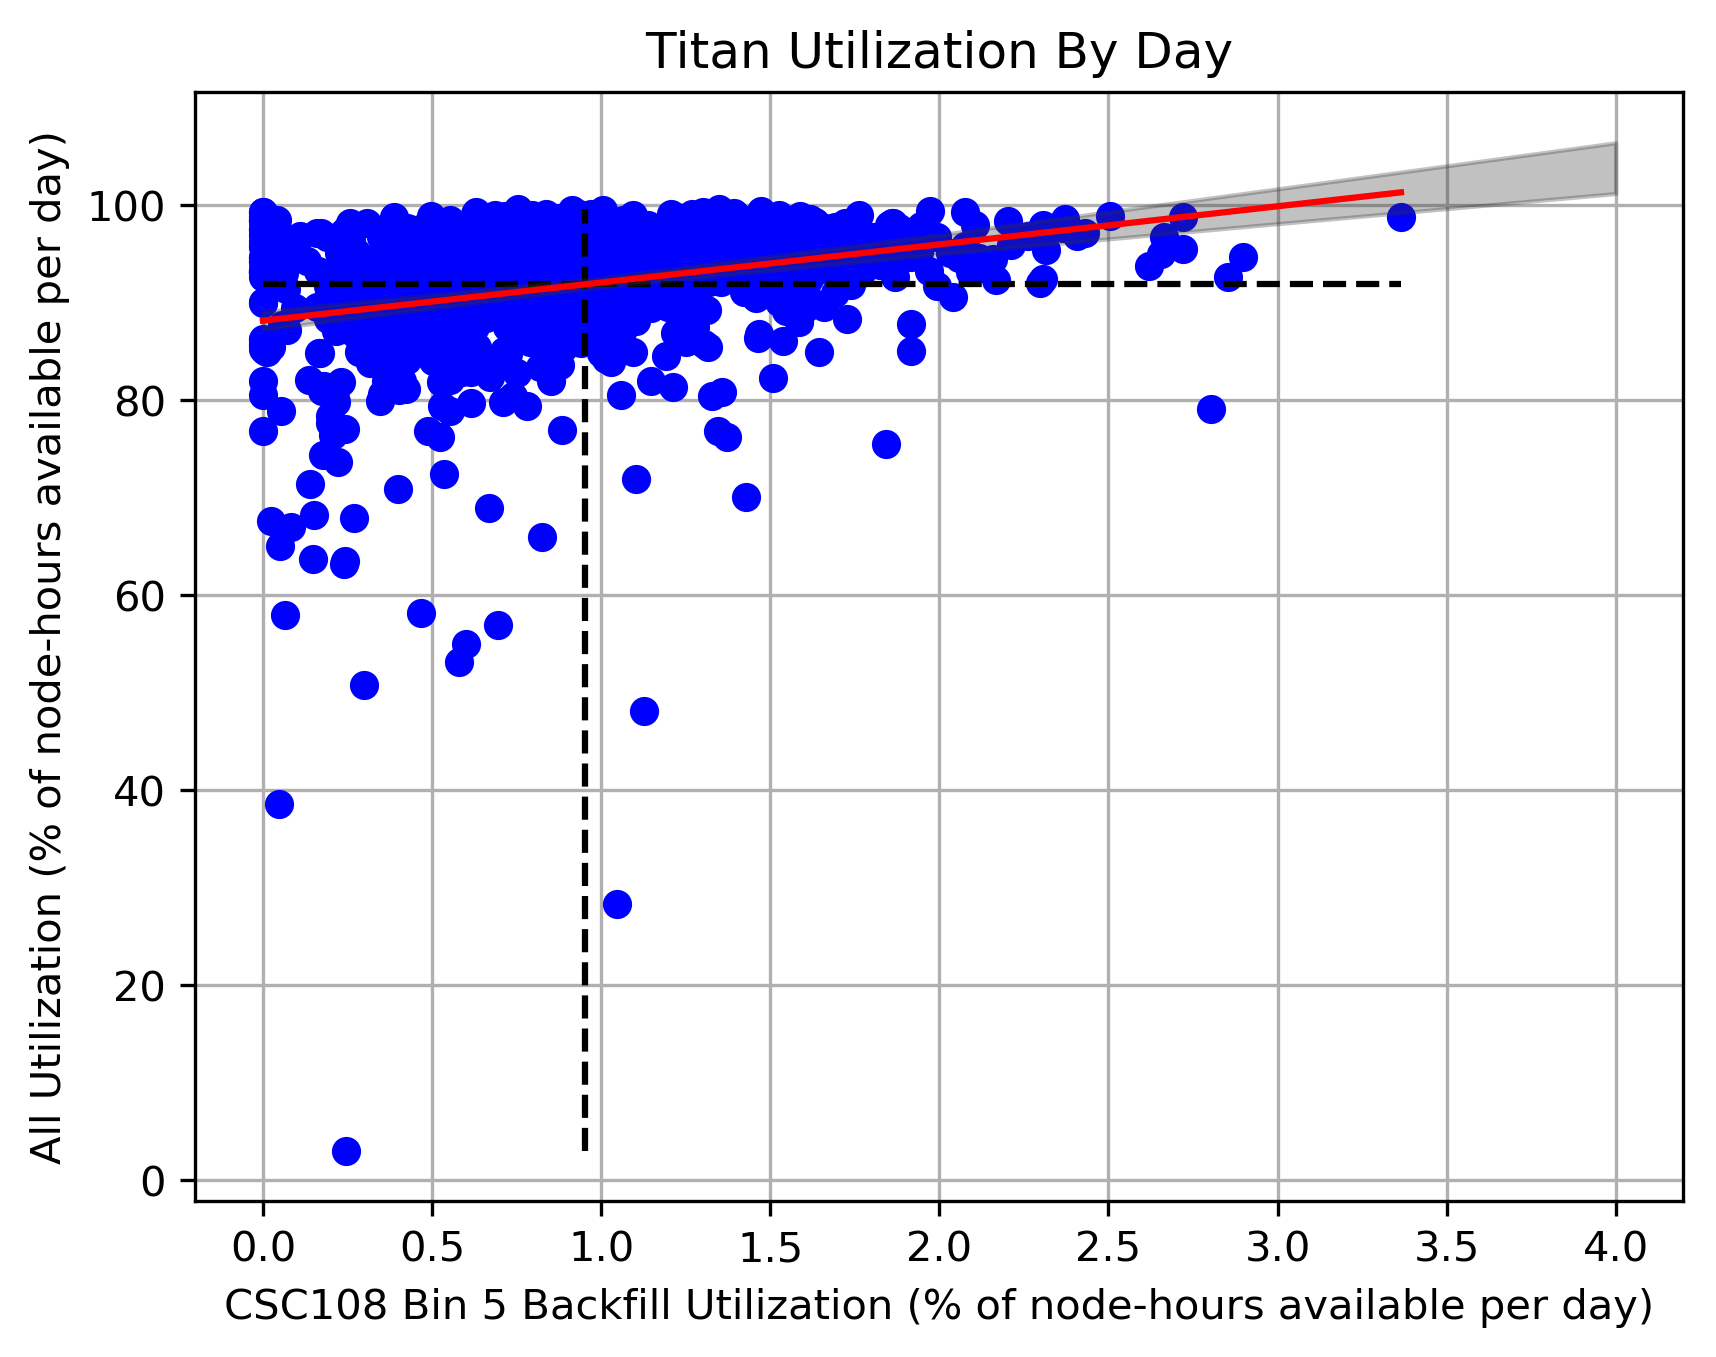 Titan Utilization By Day
All Utilization (% of node-hours available per day)
100
80
60
40
20
0
0.0 0.5 1.0 1.5 2.0 2.5 3.0 3.5 4.0
CSC108 Bin 5 Backfill Utilization (% of node-hours available per day)